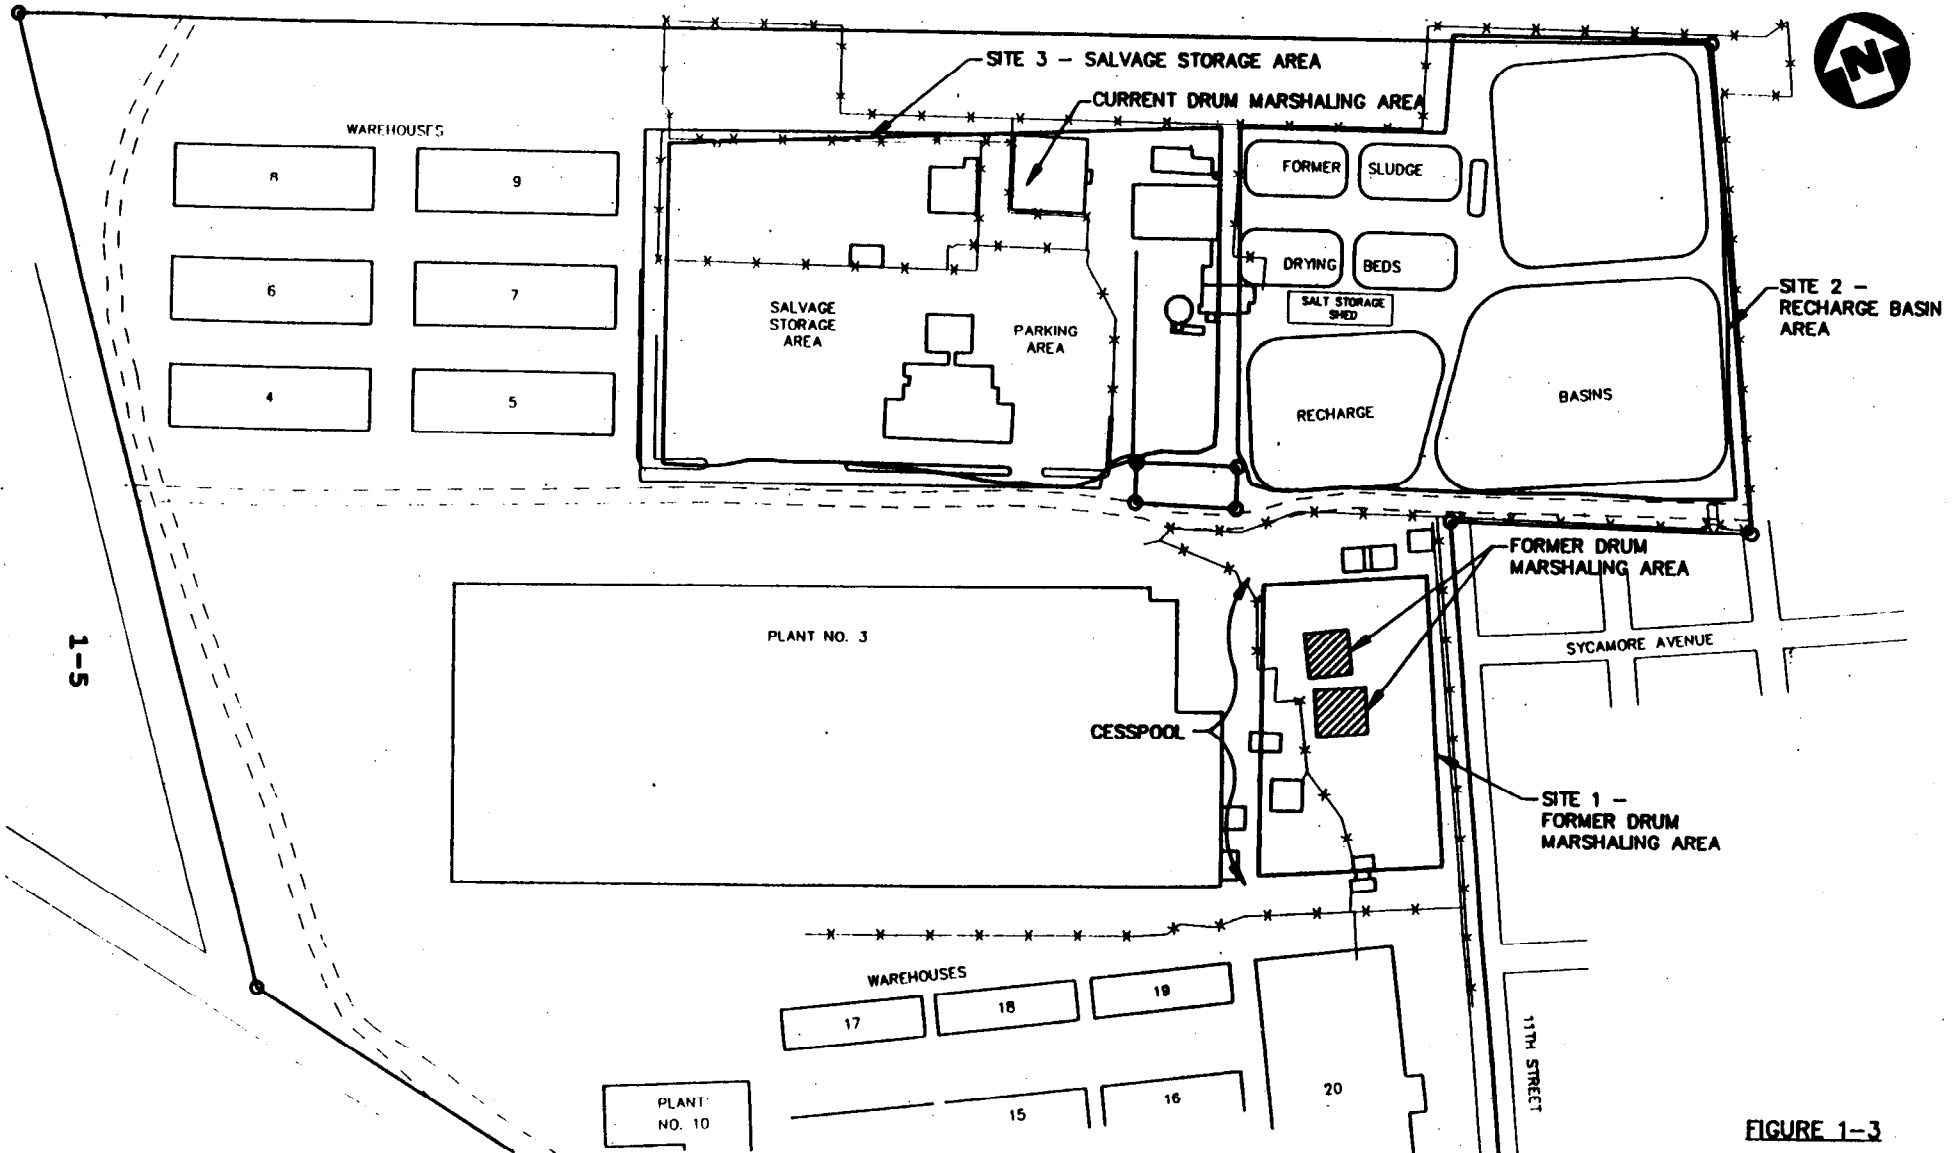 N
SITE 3 - SALVAGE STORAGE AREA
CURRENT DRUM MARSHALING AREA
WAREHOUSES
8
9
6
7
4
5
FORMER
SLUDGE
DRYING
BEDS
SALT STORAGE
SHED
SITE 2 -
RECHARGE BASIN
AREA
SALVAGE
STORAGE
AREA
PARKING
AREA
RECHARGE
BASINS
FORMER DRUM
MARSHALING AREA
PLANT NO. 3
SYCAMORE AVENUE
1-5
CESSPOOL
SITE 1 -
FORMER DRUM
MARSHALING AREA
WAREHOUSES
17
18
19
11TH STREET
PLANT
NO. 10
15
16
20
FIGURE 1-3